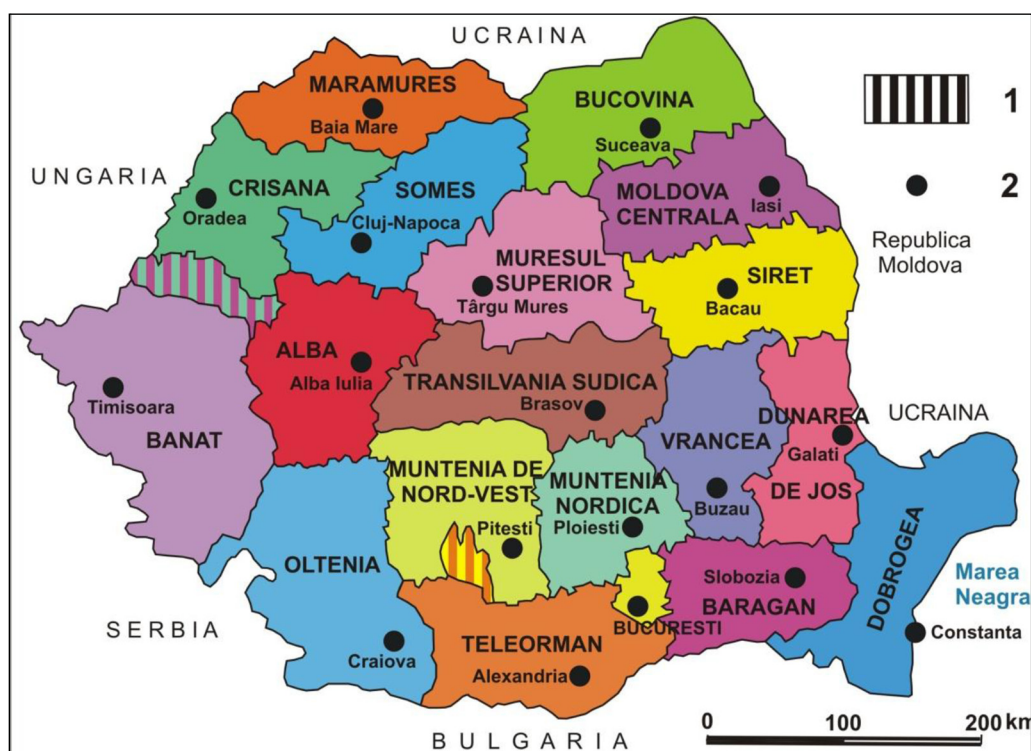 UCRAINA
MARAMURES
Baia Mare
BUCOVINA
Suceava
1
UNGARIA
CRISANA
Oradea
SOMES
Cluj-Napoca
MOLDOVA
CENTRALA
Iasi
2
Republica
Moldova
MURESUL
SUPERIOR
Târgu Mures
SIRET
Bacau
ALBA
Alba Iulia
TRANSILVANIA SUDICA
Brasov
Timisoara
BANAT
VRANCEA
Buzau
DUNAREA
Galati
DE JOS
UCRAINA
MUNTENIA DE
NORD-VEST
Pitesti
MUNTENIA
NORDICA
Ploiesti
OLTENIA
Craiova
Slobozia
BARAGAN
DOBROGEA
Marea
Neagra
Constanta
SERBIA
BUCURESTI
TELEORMAN
Alexandria
BULGARIA
0 100 200 km